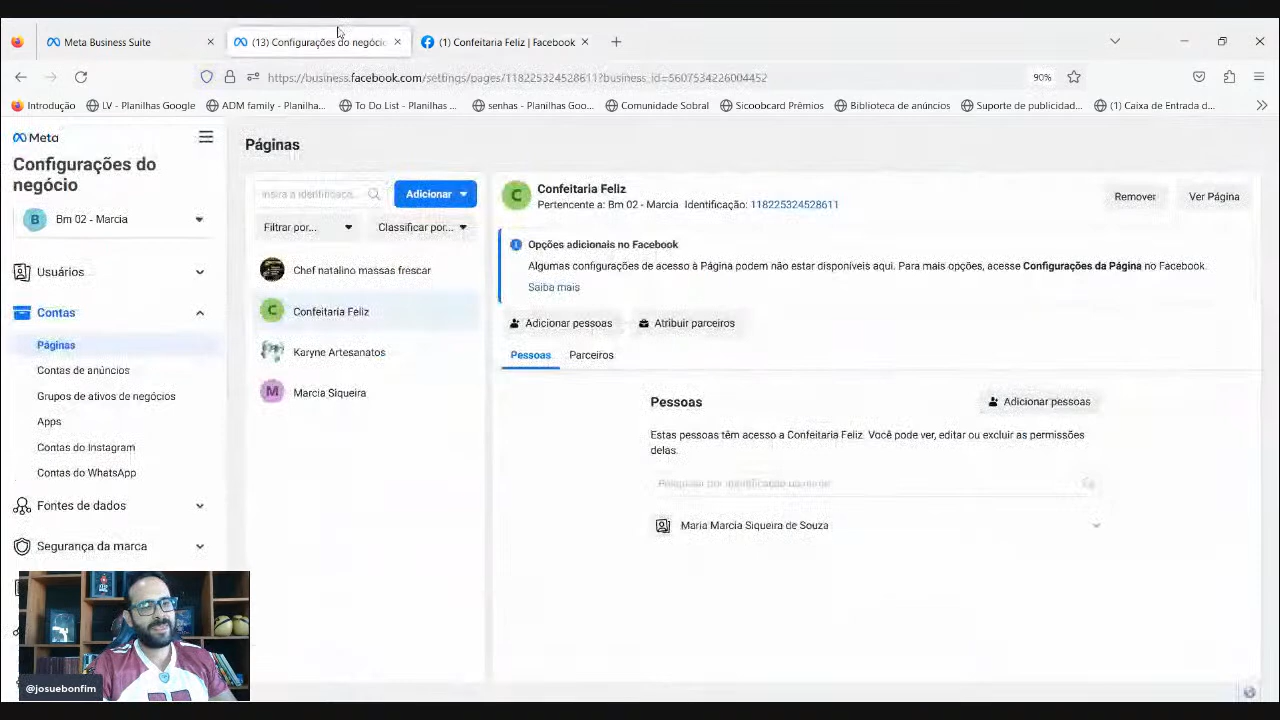 Meta Business Suite
(13) Configurações do negócio
(1) Confeitaria Feliz | Facebook
https://business.facebook.com/settings/pages/118225324528611?business_id=5607534226004452
90%
Introdução
LV - Planilhas Google
ADM family - Planilha...
To Do List - Planilhas ...
senhas - Planilhas Goo...
Comunidade Sobral
Sicoobcard Prêmios
Biblioteca de anúncios
Suporte de publicidad...
(1) Caixa de Entrada d...
Meta
Configurações do
negócio
B
Bm 02 - Marcia
Usuários
Contas
Páginas
Contas de anúncios
Grupos de ativos de negócios
Apps
Contas do Instagram
Contas do WhatsApp
Fontes de dados
Segurança da marca
@josuebonfim
Páginas
Insira a identificaca...
Adicionar
Filtrar por...
Classificar por...
Chef natalino massas frescar
C
Confeitaria Feliz
Karyne Artesanatos
M
Marcia Siqueira
C
Confeitaria Feliz
Pertencente a: Bm 02 - Marcia Identificação: 118225324528611
Remover
Ver Página
Opções adicionais no Facebook
Algumas configurações de acesso à Página podem não estar disponíveis aqui. Para mais opções, acesse Configurações da Página no Facebook.
Saiba mais
Adicionar pessoas
Atribuir parceiros
Pessoas
Parceiros
Pessoas
Adicionar pessoas
Estas pessoas têm acesso a Confeitaria Feliz. Você pode ver, editar ou excluir as permissões
delas.
Pesquisar por identificação ou nome
Maria Marcia Siqueira de Souza